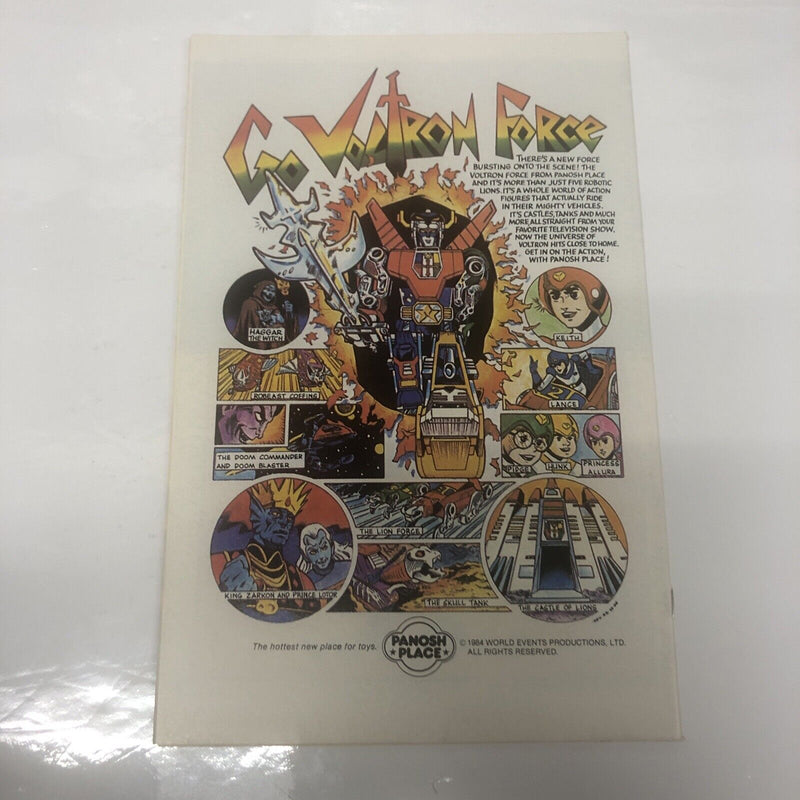 Go Voltron Force
THERE'S A NEW FORCE
BURSTING ONTO THE SCENE! THE
VOLTRON FORCE FROM PANOSH PLACE
AND IT'S MORE THAN JUST FIVE ROBOTIC
LIONS. IT'S A WHOLE WORLD OF ACTION
FIGURES THAT ACTUALLY RIDE
IN THEIR MIGHTY VEHICLES.
IT'S CASTLES, TANKS AND MUCH
MORE, ALL STRAIGHT FROM YOUR
FAVORITE TELEVISION SHOW,
NOW THE UNIVERSE OF
VOLTRON HITS CLOSE TO HOME.
GET IN ON THE ACTION,
WITH PANOSH PLACE!
HAGGAR
THE WITCH
KEITH
ROBEAST COFFINS
LANCE
THE DOOM COMMANDER
AND DOOM BLASTER
PIDGE
HUNK
PRINCESS
ALLURA
THE LION FORCE
KING ZARKON AND PRINCE LOTOR
THE SKULL TANK
THE CASTLE OF LIONS
The hottest new place for toys.
PANOSH
PLACE
© 1984 WORLD EVENTS PRODUCTIONS, LTD.
ALL RIGHTS RESERVED.